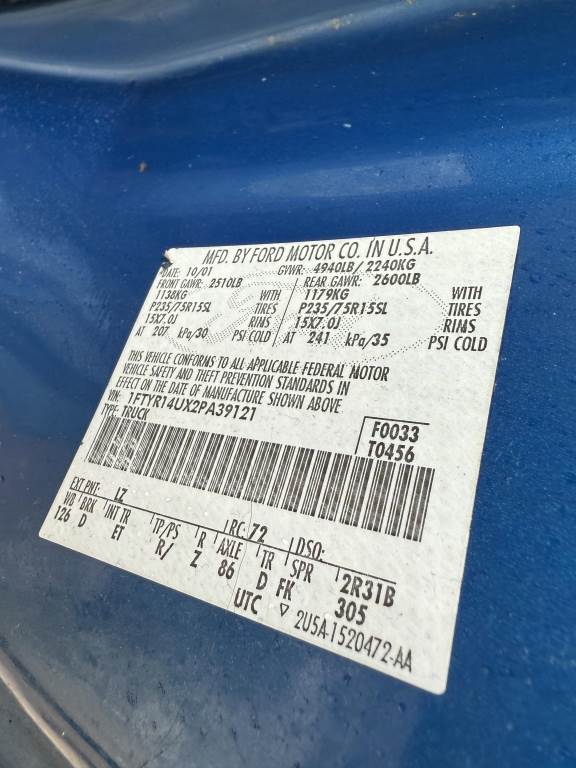 MFD. BY FORD MOTOR CO. IN U.S.A.
DATE: 10/01 GVWR: 4940LB/ 2240KG
FRONT GAWR: 2510LB REAR GAWR: 2600LB
1138KG WITH 1179KG WITH
P235/75R15SL TIRES P235/75R15SL TIRES
15X7.0J RIMS 15X7.0J RIMS
AT 207 kPa/30 PSI COLD AT 241 kPa/35 PSI COLD
THIS VEHICLE CONFORMS TO ALL APPLICABLE FEDERAL MOTOR
VEHICLE SAFETY AND THEFT PREVENTION STANDARDS IN
EFFECT ON THE DATE OF MANUFACTURE SHOWN ABOVE.
VIN: 1FTYR14UX2PA39121 F0033
TYPE: TRUCK T0456
EXT PNT: LZ RC: 72 DSO:
WB BRK INT TR TP/PS R AXLE TR SPR 2R31B
126 D ET R/ Z 86 D FK 305
UTC ▽ 2U5A-1520472-AA